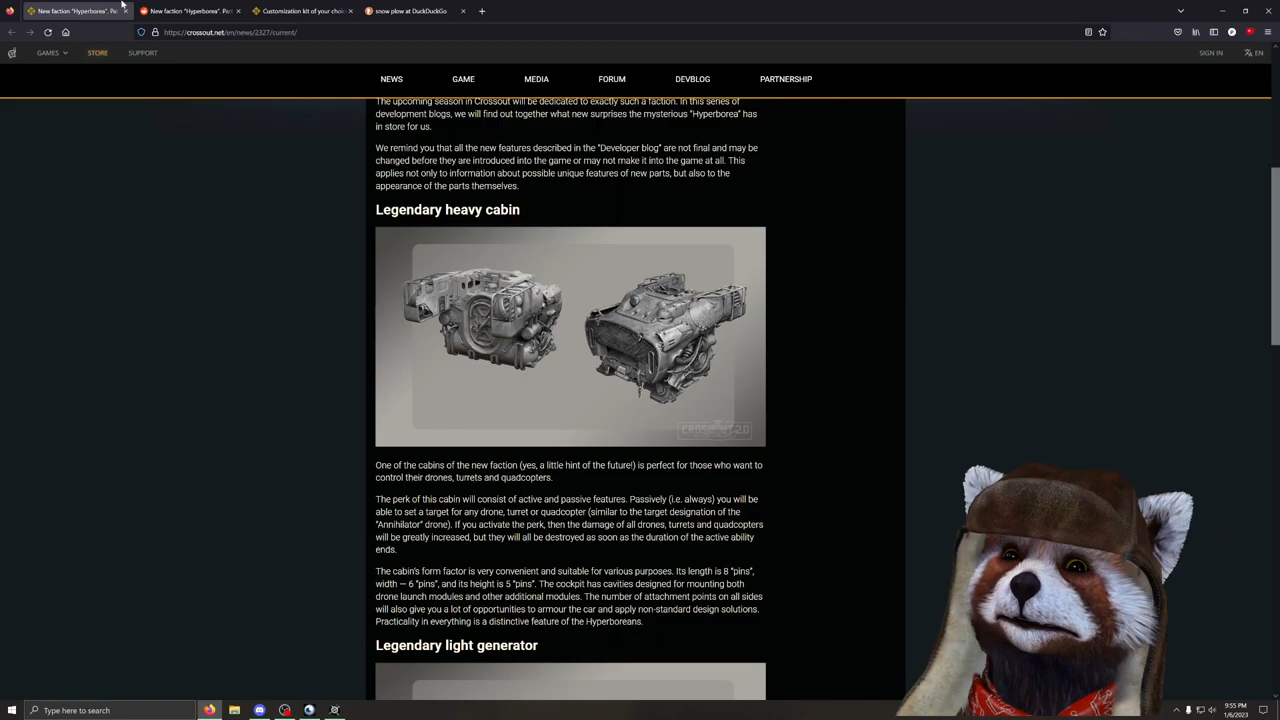 New faction "Hyperborea". Pa
New faction "Hyperborea". Par
Customization kit of your choic
snow plow at DuckDuckGo
https://crossout.net/en/news/2327/current/
GAMES
STORE
SUPPORT
SIGN IN
EN
NEWS
GAME
MEDIA
FORUM
DEVBLOG
PARTNERSHIP
The upcoming season in Crossout will be dedicated to exactly such a faction. In this series of
development blogs, we will find out together what new surprises the mysterious "Hyperborea" has
in store for us.
We remind you that all the new features described in the "Developer blog" are not final and may be
changed before they are introduced into the game or may not make it into the game at all. This
applies not only to information about possible unique features of new parts, but also to the
appearance of the parts themselves.
Legendary heavy cabin
CROSSOUT 2.0
One of the cabins of the new faction (yes, a little hint of the future!) is perfect for those who want to
control their drones, turrets and quadcopters.
The perk of this cabin will consist of active and passive features. Passively (i.e. always) you will be
able to set a target for any drone, turret or quadcopter (similar to the target designation of the
"Annihilator" drone). If you activate the perk, then the damage of all drones, turrets and quadcopters
will be greatly increased, but they will all be destroyed as soon as the duration of the active ability
ends.
The cabin's form factor is very convenient and suitable for various purposes. Its length is 8 "pins",
width — 6 "pins", and its height is 5 "pins". The cockpit has cavities designed for mounting both
drone launch modules and other additional modules. The number of attachment points on all sides
will also give you a lot of opportunities to armour the car and apply non-standard design solutions.
Practicality in everything is a distinctive feature of the Hyperboreans.
Legendary light generator
Type here to search
9:55 PM
1/6/2023